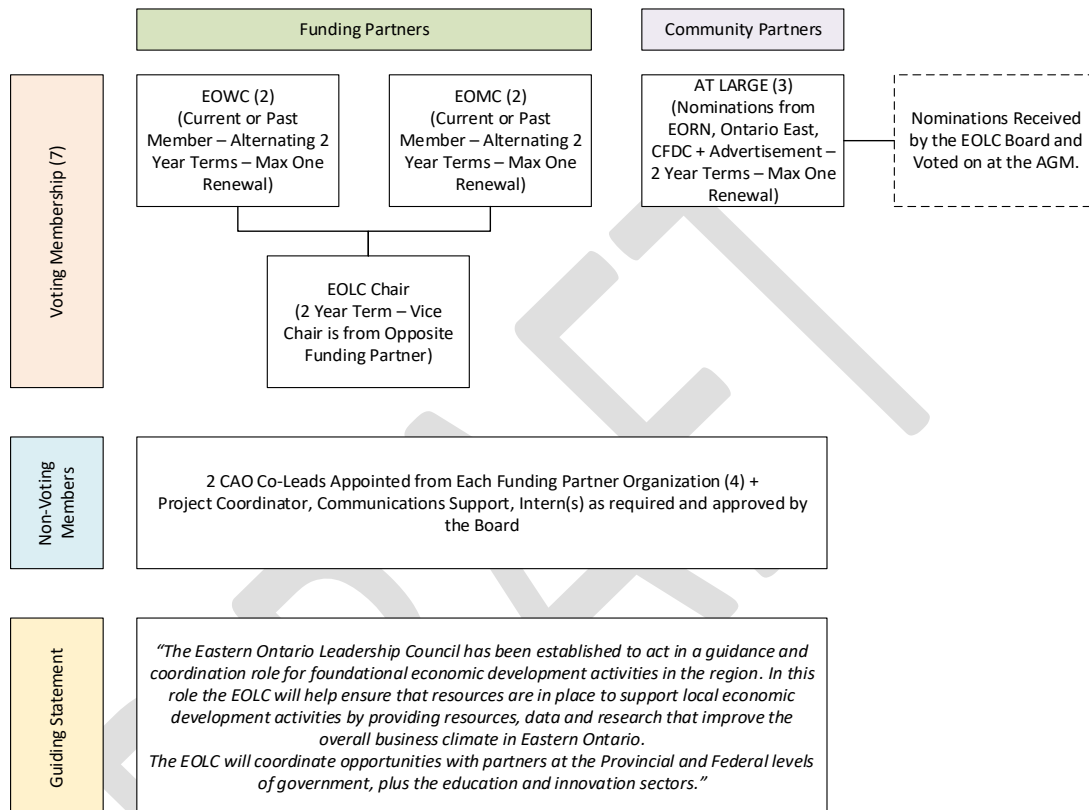 Funding Partners
Community Partners
Voting Membership (7)
EOWC (2)
(Current or Past
Member – Alternating 2
Year Terms – Max One
Renewal)
EOMC (2)
(Current or Past
Member – Alternating 2
Year Terms – Max One
Renewal)
AT LARGE (3)
(Nominations from
EORN, Ontario East,
CFDC + Advertisement –
2 Year Terms – Max One
Renewal)
Nominations Received
by the EOLC Board and
Voted on at the AGM.
EOLC Chair
(2 Year Term – Vice
Chair is from Opposite
Funding Partner)
Non-Voting
Members
2 CAO Co-Leads Appointed from Each Funding Partner Organization (4) +
Project Coordinator, Communications Support, Intern(s) as required and approved by
the Board
Guiding Statement
“The Eastern Ontario Leadership Council has been established to act in a guidance and
coordination role for foundational economic development activities in the region. In this
role the EOLC will help ensure that resources are in place to support local economic
development activities by providing resources, data and research that improve the
overall business climate in Eastern Ontario.
The EOLC will coordinate opportunities with partners at the Provincial and Federal levels
of government, plus the education and innovation sectors.”
DRAFT